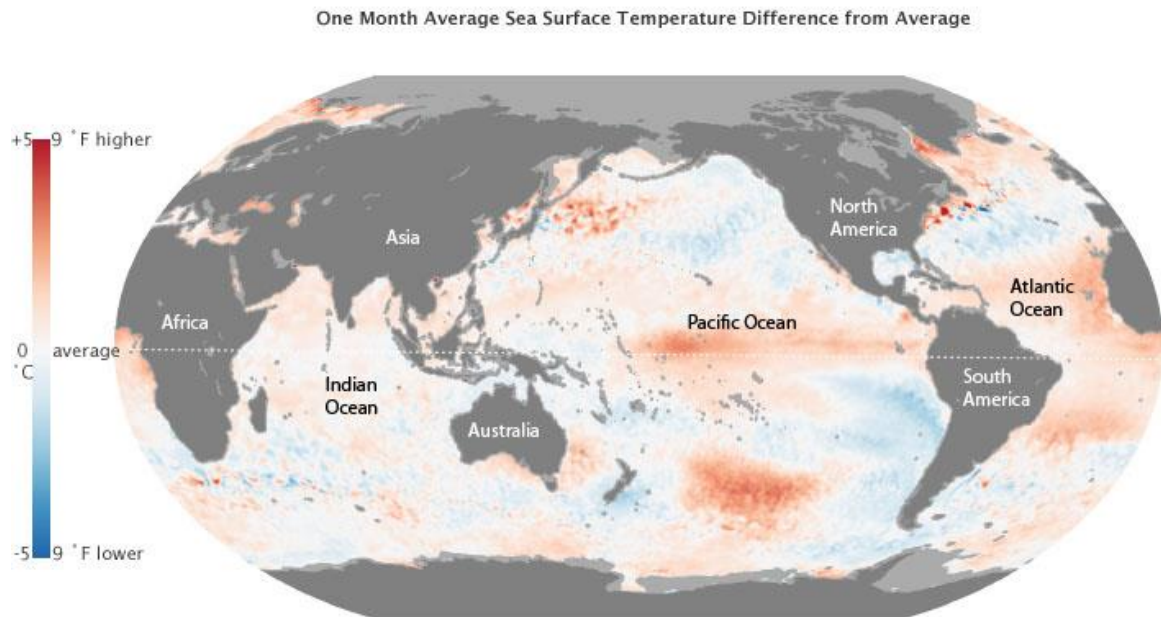 One Month Average Sea Surface Temperature Difference from Average
+5 9 °F higher
North
America
Asia
Atlantic
Ocean
Africa
Pacific Ocean
0 average
°C
Indian
Ocean
South
America
Australia
-5 9 °F lower